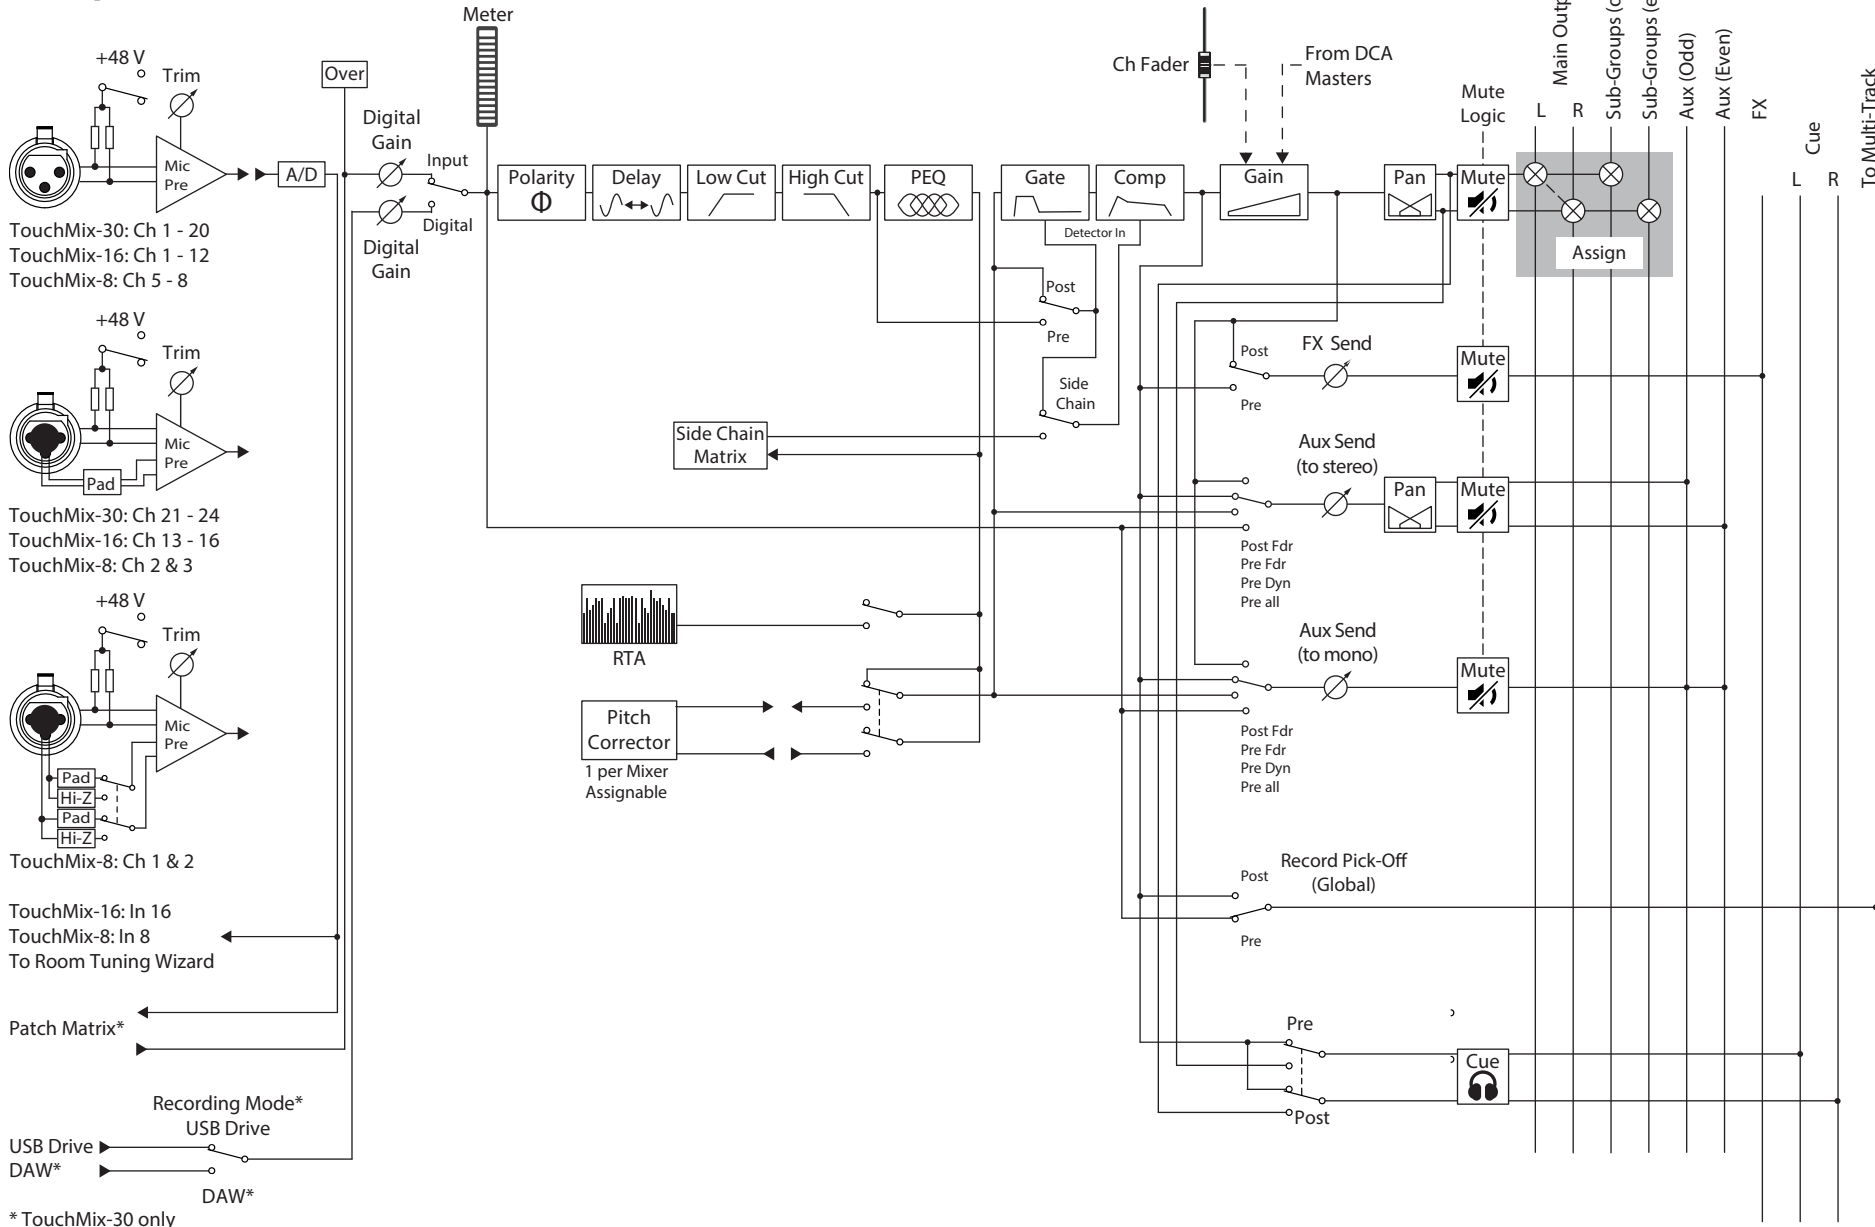 Meter
+48 V
Trim
Over
Digital
Gain
Input
Mic
Pre
A/D
Digital
Digital
Gain
TouchMix-30: Ch 1 - 20
TouchMix-16: Ch 1 - 12
TouchMix-8: Ch 5 - 8
Polarity
Φ
Delay
Low Cut
High Cut
PEQ
Gate
Comp
Detector In
Ch Fader
From DCA
Masters
Gain
Pan
Mute
Logic
Mute
L
R
Assign
Aux (Odd)
Aux (Even)
FX
Cue
L
R
To Multi-Track
Post
Pre
Side
Chain
Side Chain
Matrix
+48 V
Trim
Mic
Pre
Pad
TouchMix-30: Ch 21 - 24
TouchMix-16: Ch 13 - 16
TouchMix-8: Ch 2 & 3
FX Send
Post
Pre
Mute
Aux Send
(to stereo)
Pan
Mute
Post Fdr
Pre Fdr
Pre Dyn
Pre all
RTA
+48 V
Trim
Mic
Pre
Pad
Hi-Z
Pad
Hi-Z
TouchMix-8: Ch 1 & 2
Pitch
Corrector
1 per Mixer
Assignable
Aux Send
(to mono)
Mute
Post Fdr
Pre Fdr
Pre Dyn
Pre all
Record Pick-Off
(Global)
Post
Pre
TouchMix-16: In 16
TouchMix-8: In 8
To Room Tuning Wizard
Patch Matrix*
Pre
Post
Cue
Recording Mode*
USB Drive
USB Drive
DAW*
DAW*
* TouchMix-30 only
Main
Sub-Groups
Sub-Groups